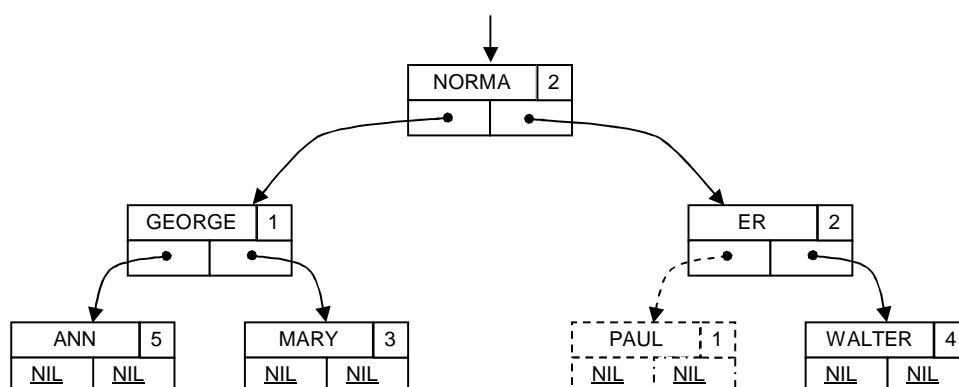 NORMA 2
GEORGE 1
ER 2
ANN 5
MARY 3
PAUL 1
WALTER 4
NIL NIL
NIL NIL
NIL NIL
NIL NIL